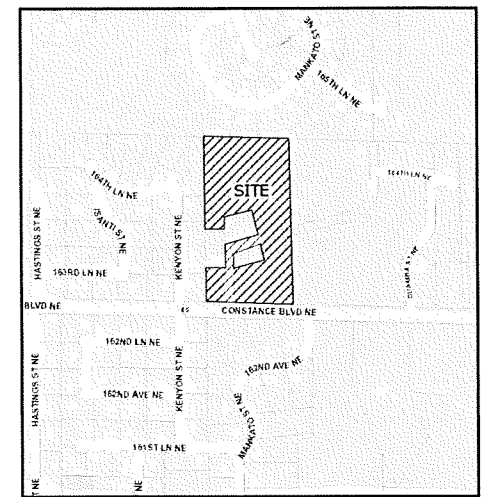 MANKATO ST NE
165TH LN NE
164TH LN NE
SITE
164TH LN NE
ISANTI ST NE
HASTINGS ST NE
KENYON ST NE
163RD LN NE
BLVD NE
CONSTANCE BLVD NE
162ND LN NE
HASTINGS ST NE
KENYON ST NE
162ND AVE NE
162ND AVE NE
MANKATO ST NE
161ST LN NE
T NE
NE